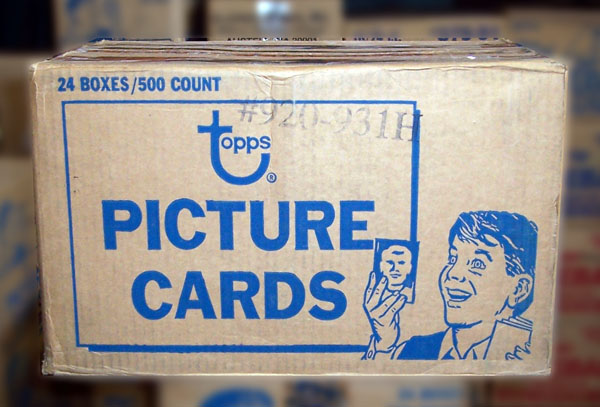 24 BOXES/500 COUNT
#920-931H
topps
®
PICTURE
CARDS